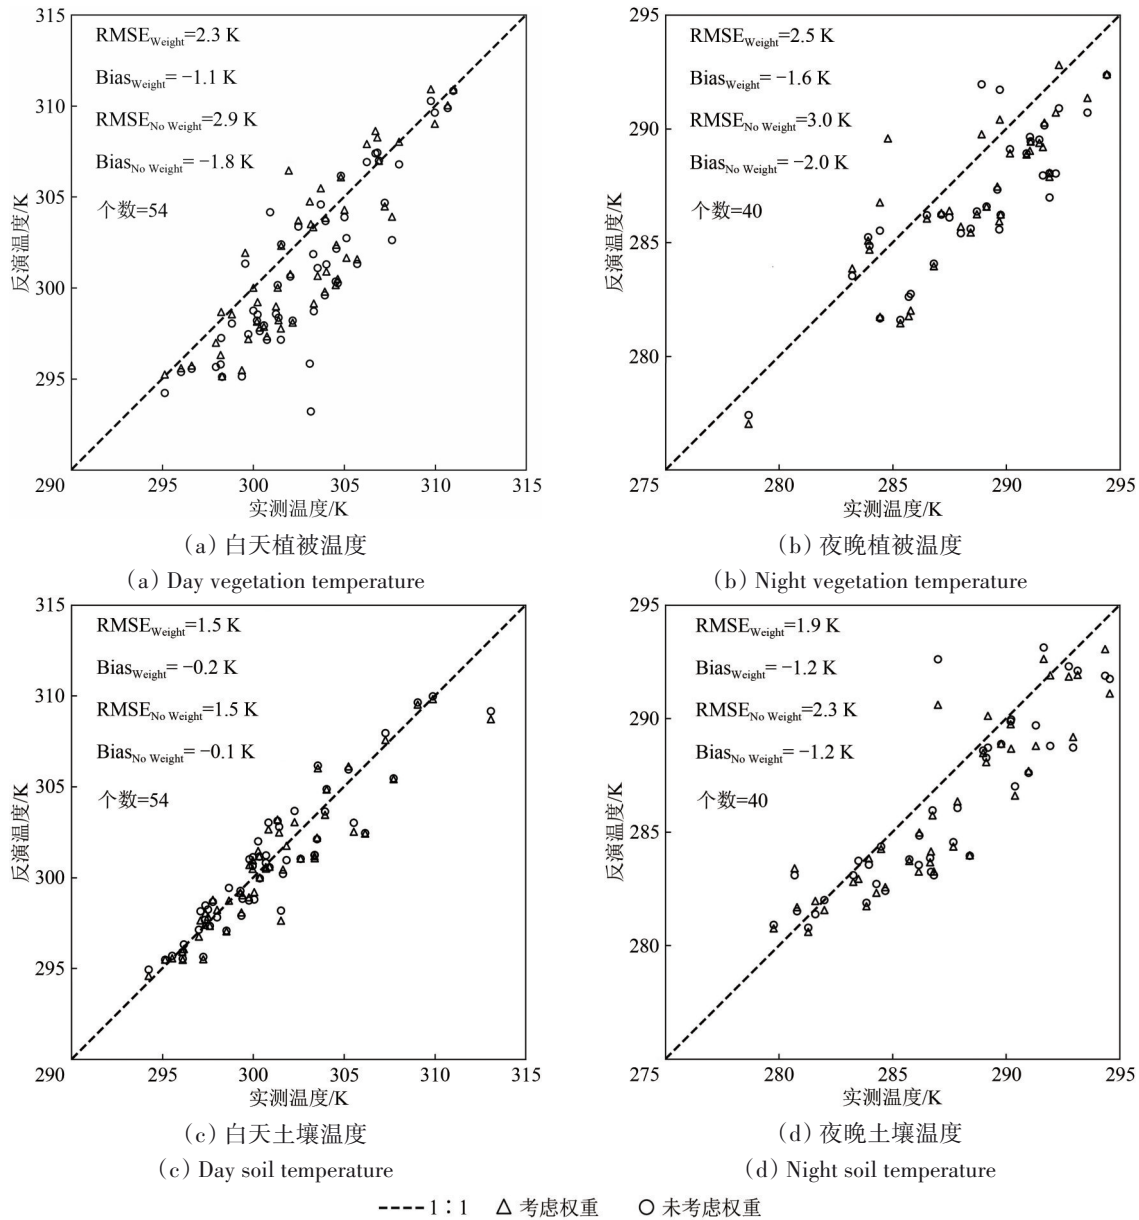 315
310
305
300
295
290
反演温度/K
RMSE_Weight=2.3 K
Bias_Weight= −1.1 K
RMSE_No Weight=2.9 K
Bias_No Weight= −1.8 K
个数=54
295 300 305 310 315
实测温度/K
(a) 白天植被温度
(a) Day vegetation temperature
295
290
285
280
275
反演温度/K
RMSE_Weight=2.5 K
Bias_Weight= −1.6 K
RMSE_No Weight=3.0 K
Bias_No Weight= −2.0 K
个数=40
280 285 290 295
实测温度/K
(b) 夜晚植被温度
(b) Night vegetation temperature
315
310
305
300
295
290
反演温度/K
RMSE_Weight=1.5 K
Bias_Weight= −0.2 K
RMSE_No Weight=1.5 K
Bias_No Weight= −0.1 K
个数=54
295 300 305 310 315
实测温度/K
(c) 白天土壤温度
(c) Day soil temperature
295
290
285
280
275
反演温度/K
RMSE_Weight=1.9 K
Bias_Weight= −1.2 K
RMSE_No Weight=2.3 K
Bias_No Weight= −1.2 K
个数=40
280 285 290 295
实测温度/K
(d) 夜晚土壤温度
(d) Night soil temperature
1∶1 △ 考虑权重 ○ 未考虑权重